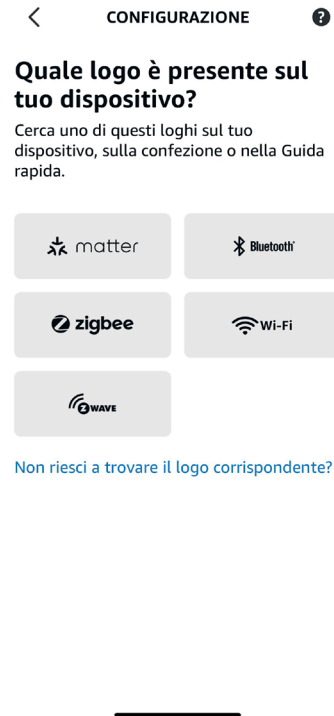 CONFIGURAZIONE
?
Quale logo è presente sul
tuo dispositivo?
Cerca uno di questi loghi sul tuo
dispositivo, sulla confezione o nella Guida
rapida.
matter
Bluetooth®
zigbee
Wi-Fi
Z WAVE
Non riesci a trovare il logo corrispondente?